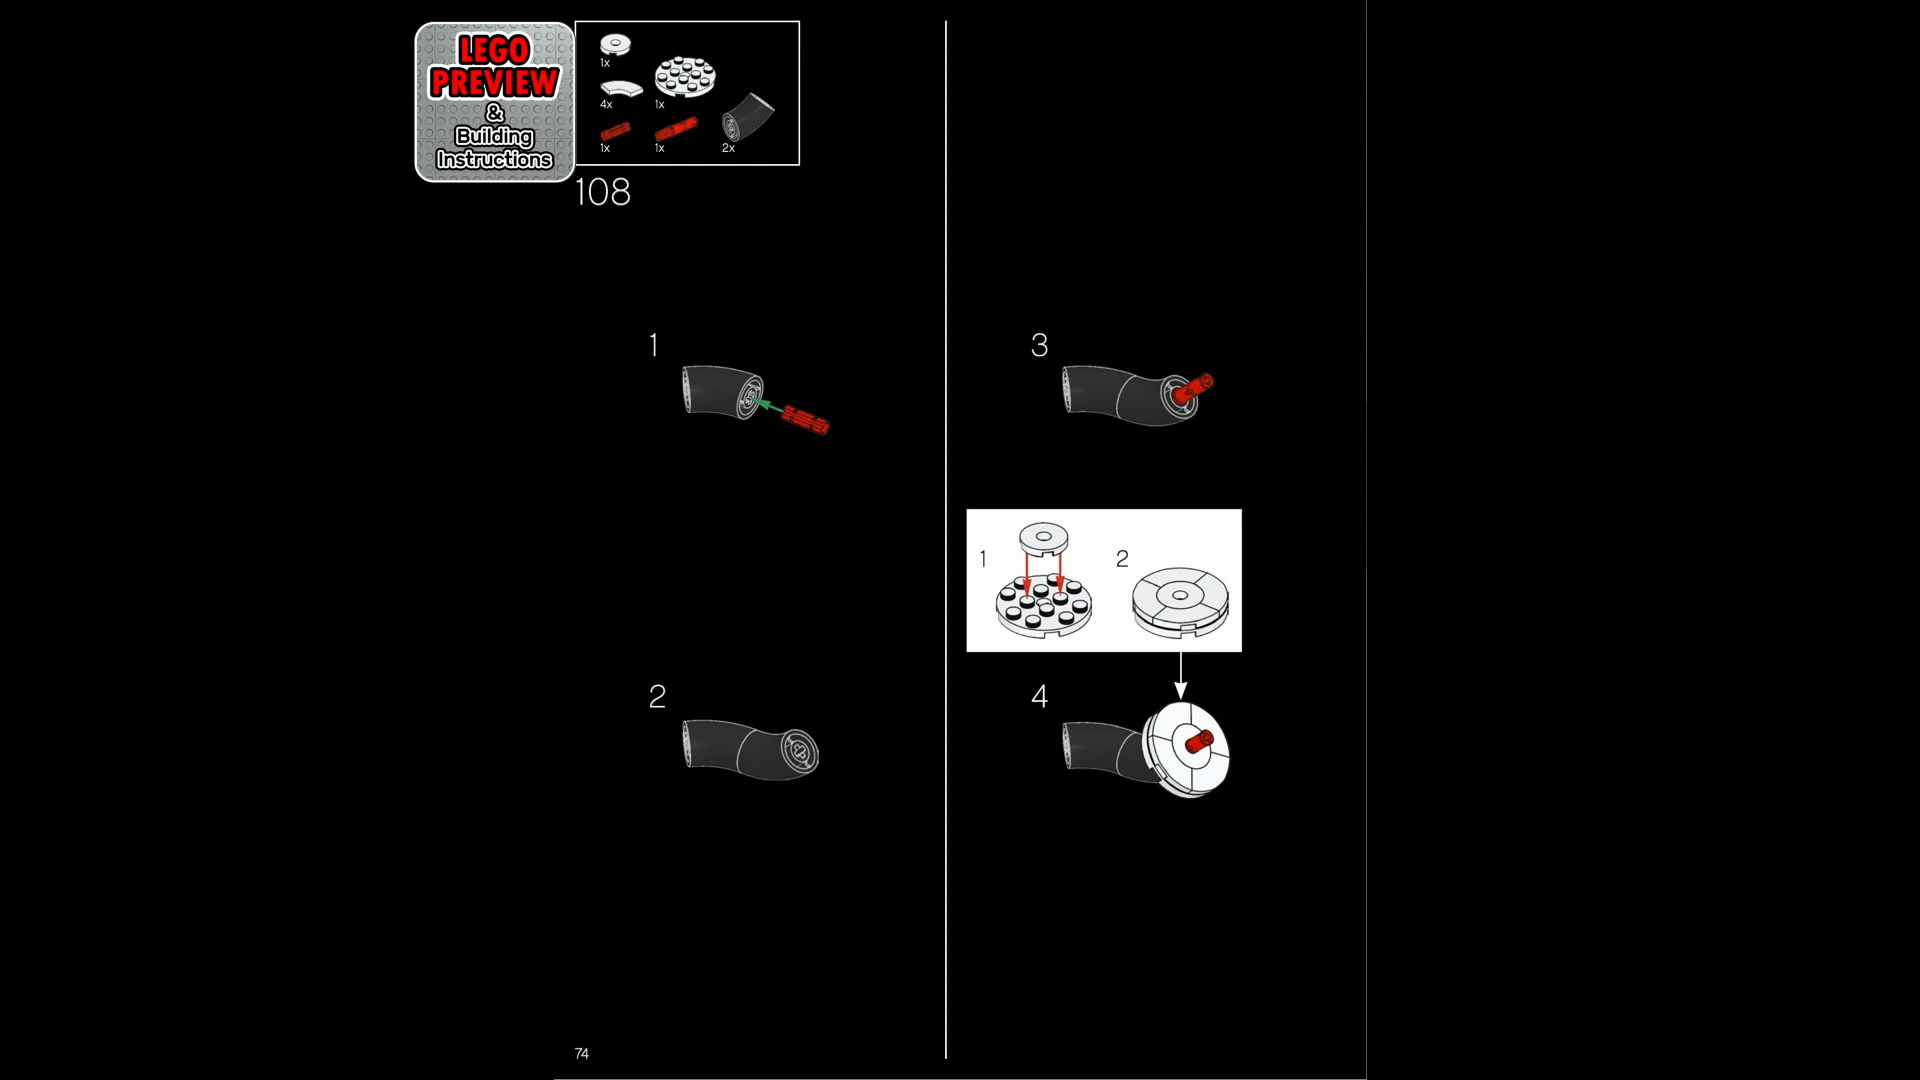 LEGO
PREVIEW
&
Building
Instructions
1x
4x
1x
1x
1x
2x
108
1
2
3
1
2
4
74